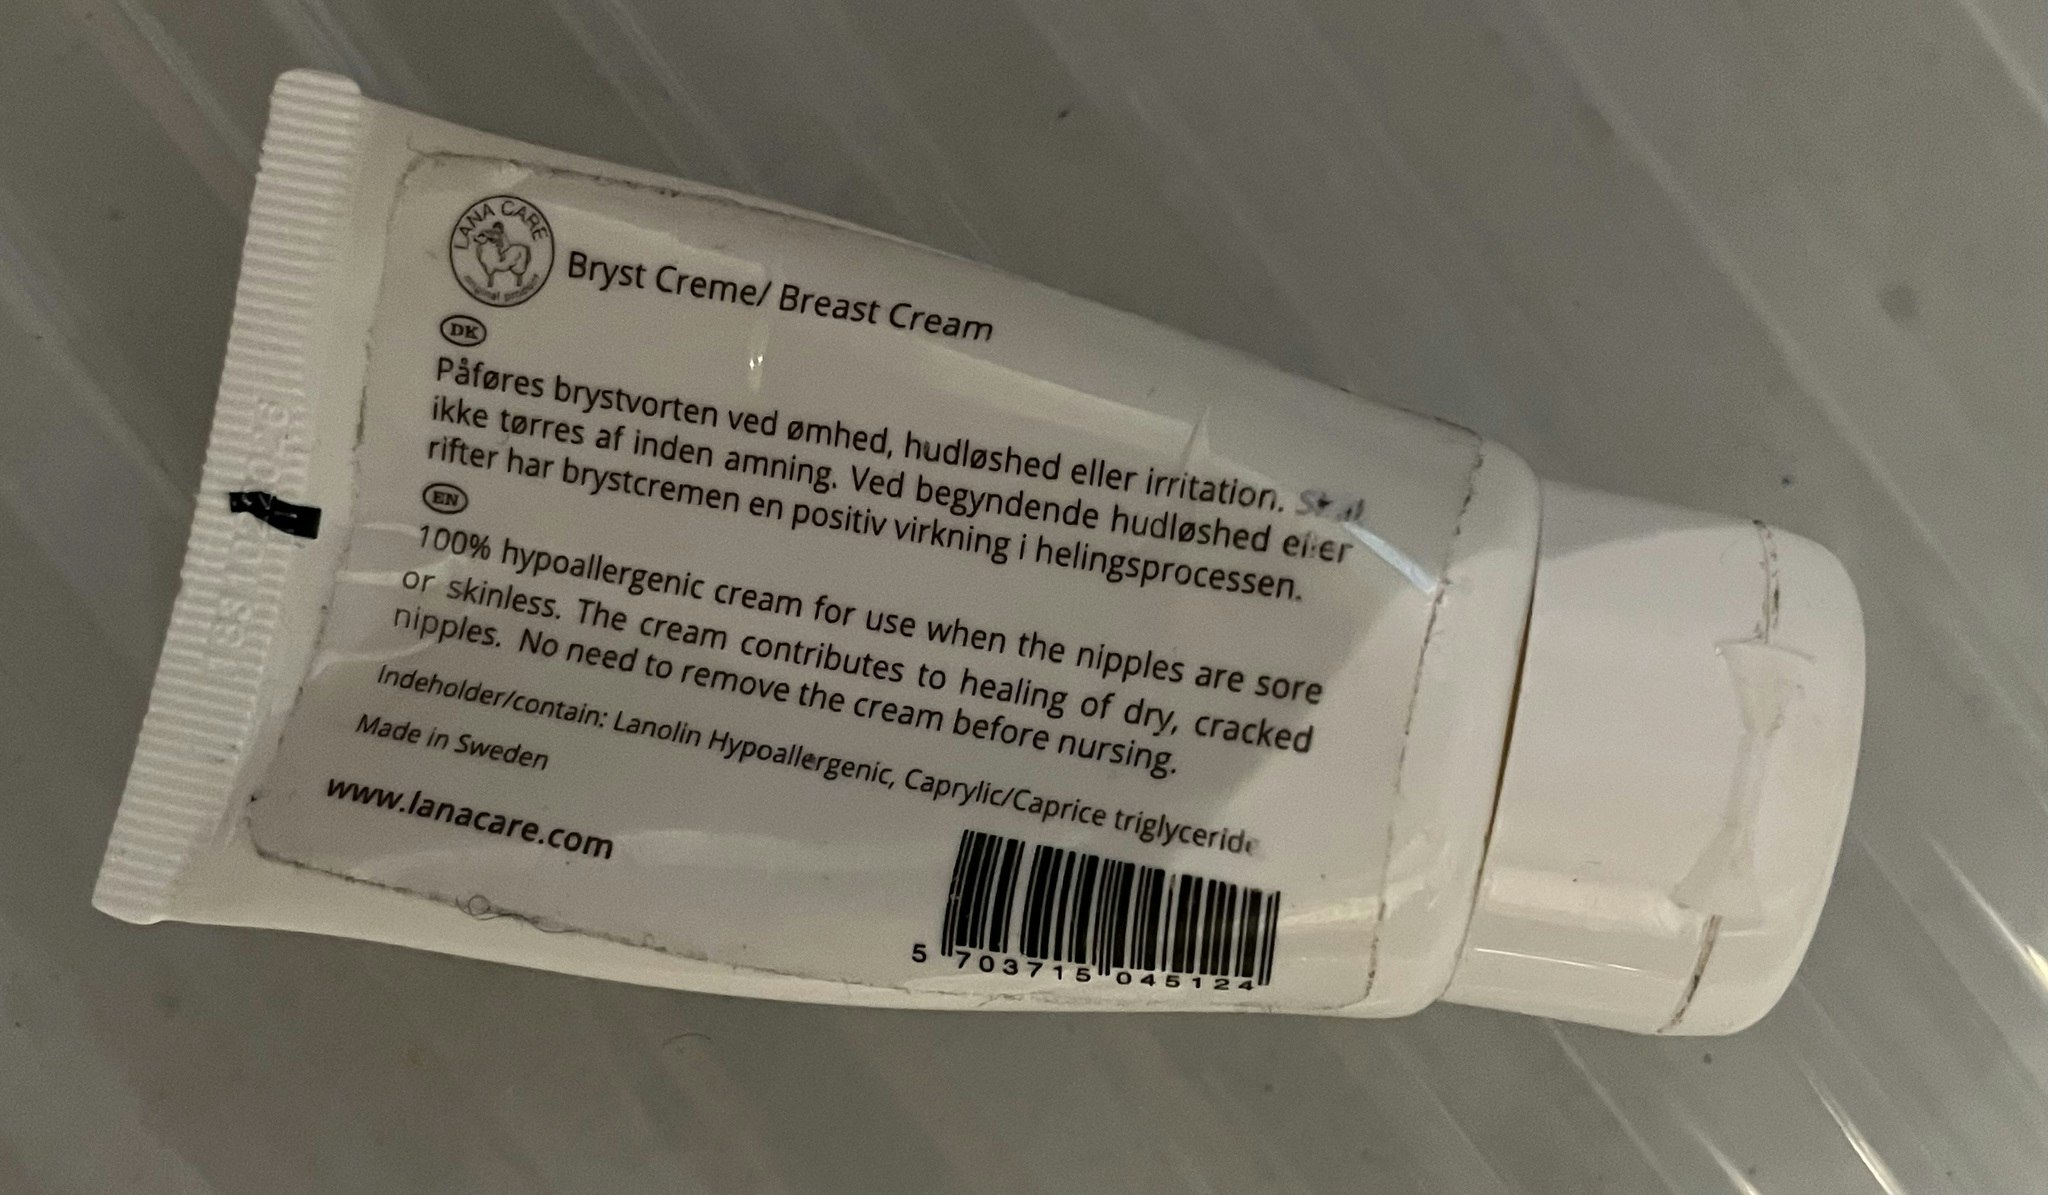 LANA CARE
original product
Bryst Creme/ Breast Cream
DK
Påføres brystvorten ved ømhed, hudløshed eller irritation. Skal
ikke tørres af inden amning. Ved begyndende hudløshed eller
rifter har brystcremen en positiv virkning i helingsprocessen.
EN
100% hypoallergenic cream for use when the nipples are sore
or skinless. The cream contributes to healing of dry, cracked
nipples. No need to remove the cream before nursing.
Indeholder/contain: Lanolin Hypoallergenic, Caprylic/Caprice triglyceride
Made in Sweden
www.lanacare.com
5 703715 045124